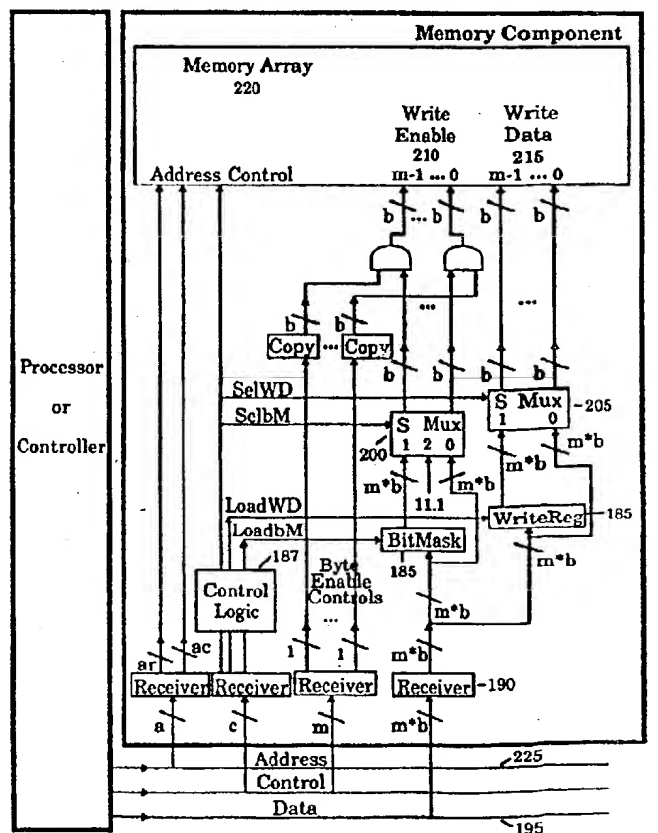 Memory Component
Memory Array
220
Write Enable 210
m-1 ... 0
Write Data 215
m-1 ... 0
Address Control
b ... b b b
...
...
b b
Copy ... Copy
b b b b
Processor or Controller
SelWD
S Mux
1 0
205
SelbM
S Mux
1 2 0
200
m*b m*b
m*b m*b
11.1
LoadWD
WriteReg
185
LoadbM
BitMask
185
187
Control Logic
Byte Enable Controls
...
m*b
m*b
ar ac
1 1
m*b
Receiver Receiver Receiver Receiver
190
a c m m*b
Address
225
Control
Data
195